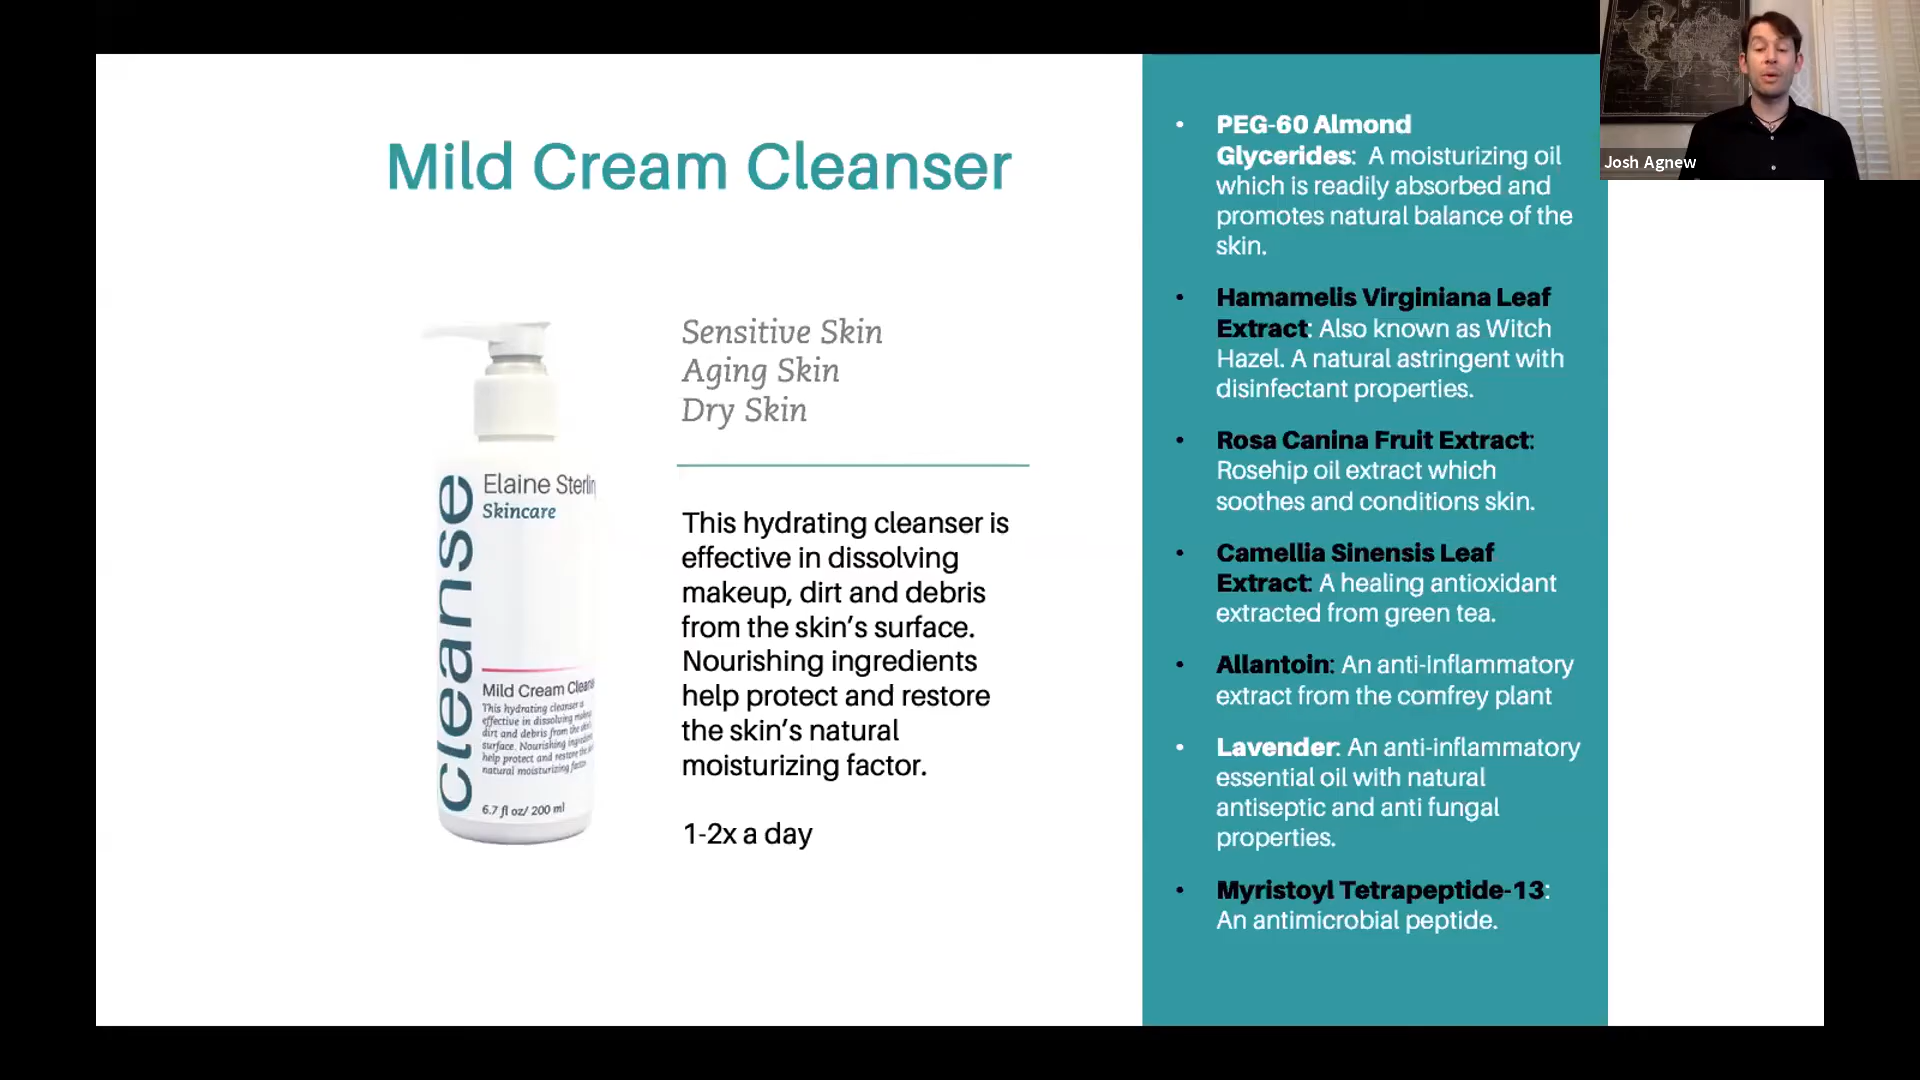 Mild Cream Cleanser
Sensitive Skin
Aging Skin
Dry Skin
This hydrating cleanser is
effective in dissolving
makeup, dirt and debris
from the skin's surface.
Nourishing ingredients
help protect and restore
the skin's natural
moisturizing factor.
1-2x a day
cleanse
Elaine Sterlin
Skincare
Mild Cream Cleans
This hydrating cleanser is
effective in dissolving makeup
dirt and debris from the skin's
surface. Nourishing ingredients
help protect and restore the
natural moisturizing factor
6.7 fl oz/ 200 ml
• PEG-60 Almond
Glycerides: A moisturizing oil
which is readily absorbed and
promotes natural balance of the
skin.
• Hamamelis Virginiana Leaf
Extract: Also known as Witch
Hazel. A natural astringent with
disinfectant properties.
• Rosa Canina Fruit Extract:
Rosehip oil extract which
soothes and conditions skin.
• Camellia Sinensis Leaf
Extract: A healing antioxidant
extracted from green tea.
• Allantoin: An anti-inflammatory
extract from the comfrey plant
• Lavender: An anti-inflammatory
essential oil with natural
antiseptic and anti fungal
properties.
• Myristoyl Tetrapeptide-13:
An antimicrobial peptide.
Josh Agnew